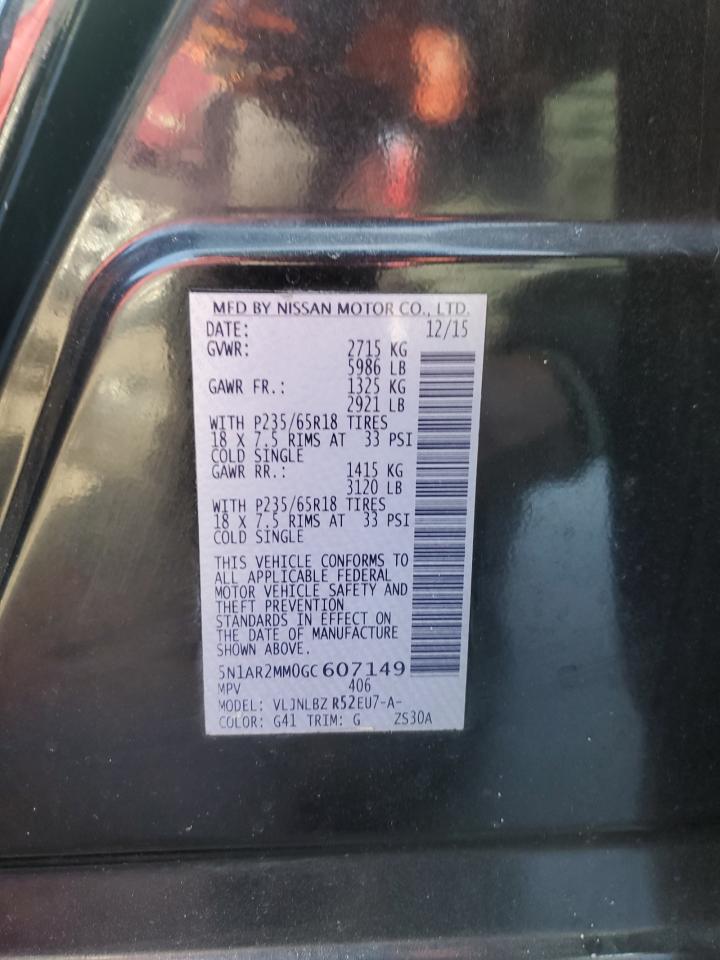 MFD BY NISSAN MOTOR CO., LTD.
DATE: 12/15
GVWR: 2715 KG
5986 LB
GAWR FR.: 1325 KG
2921 LB
WITH P235/65R18 TIRES
18 X 7.5 RIMS AT 33 PSI
COLD SINGLE
GAWR RR.: 1415 KG
3120 LB
WITH P235/65R18 TIRES
18 X 7.5 RIMS AT 33 PSI
COLD SINGLE
THIS VEHICLE CONFORMS TO
ALL APPLICABLE FEDERAL
MOTOR VEHICLE SAFETY AND
THEFT PREVENTION
STANDARDS IN EFFECT ON
THE DATE OF MANUFACTURE
SHOWN ABOVE.
5N1AR2MM0GC607149
MPV 406
MODEL: VLJNLBZ R52EU7-A-
COLOR: G41 TRIM: G ZS30A